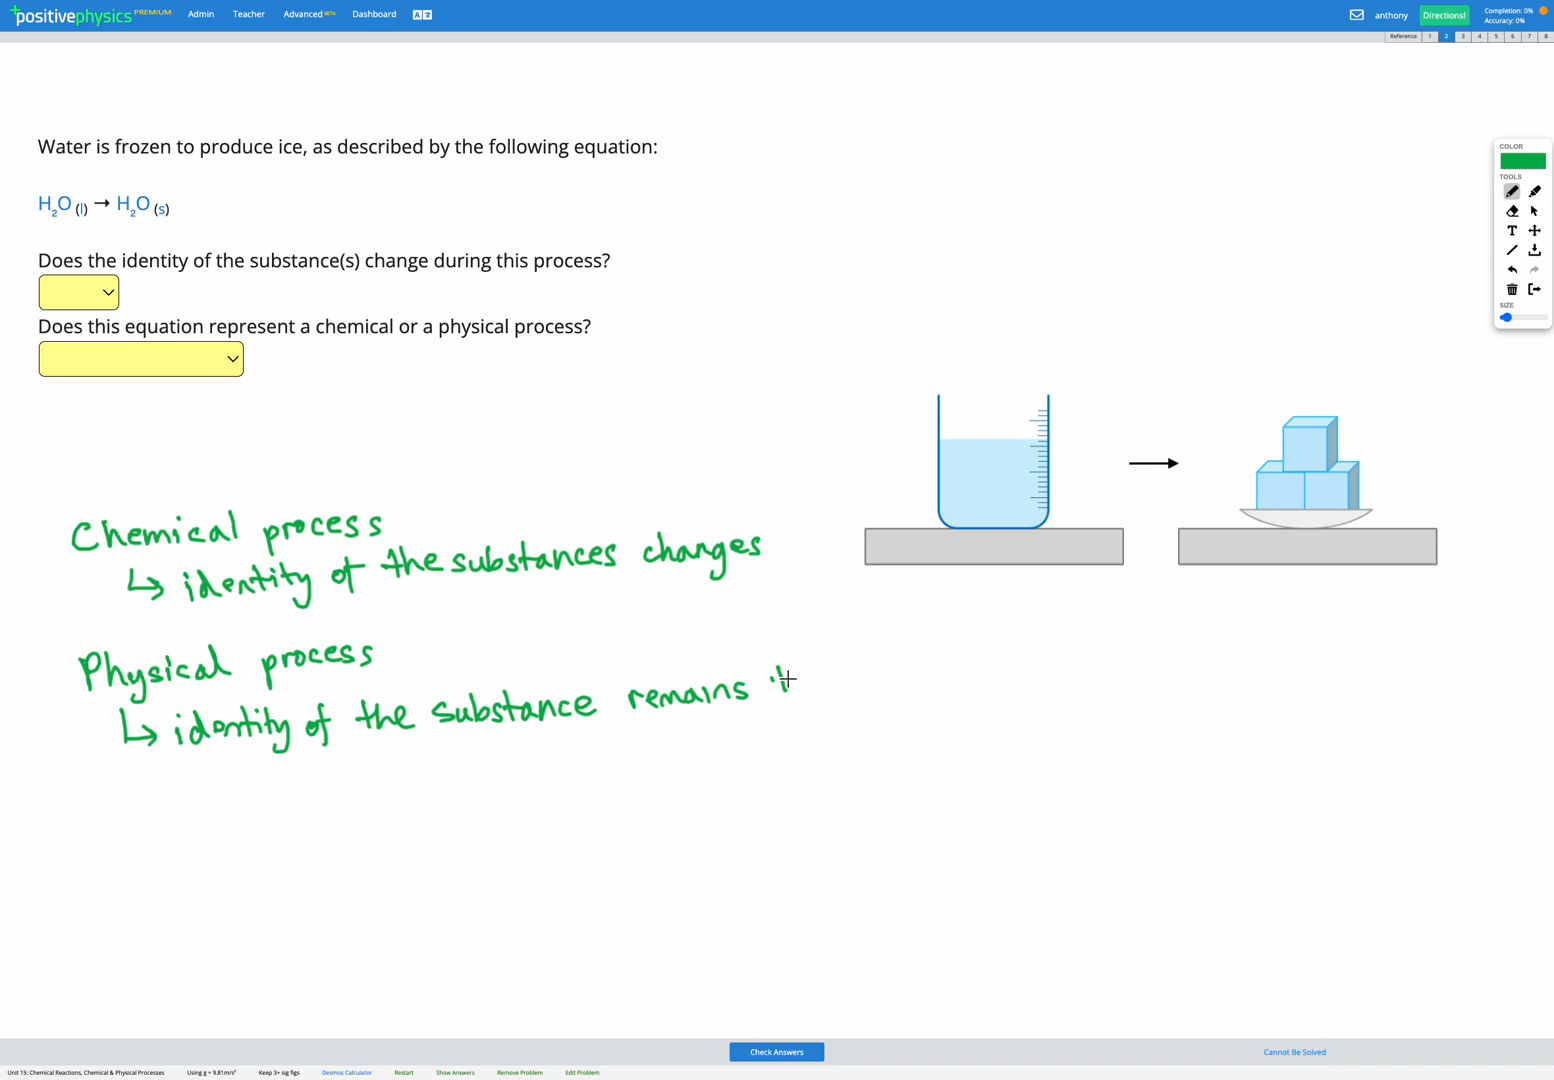 +positivephysics PREMIUM Admin Teacher Advanced BETA Dashboard anthony Directions! Completion: 0%
Accuracy: 0%
Reference 1 2 3 4 5 6 7 8
COLOR
TOOLS
T
SIZE
Water is frozen to produce ice, as described by the following equation:
H₂O (l) → H₂O (s)
Does the identity of the substance(s) change during this process?
Does this equation represent a chemical or a physical process?
Chemical process
↳ identity of the substances changes
Physical process
↳ identity of the substance remains
Check Answers Cannot Be Solved
Unit 15: Chemical Reactions, Chemical & Physical Processes Using g = 9.81m/s² Keep 3+ sig figs Desmos Calculator Restart Show Answers Remove Problem Edit Problem